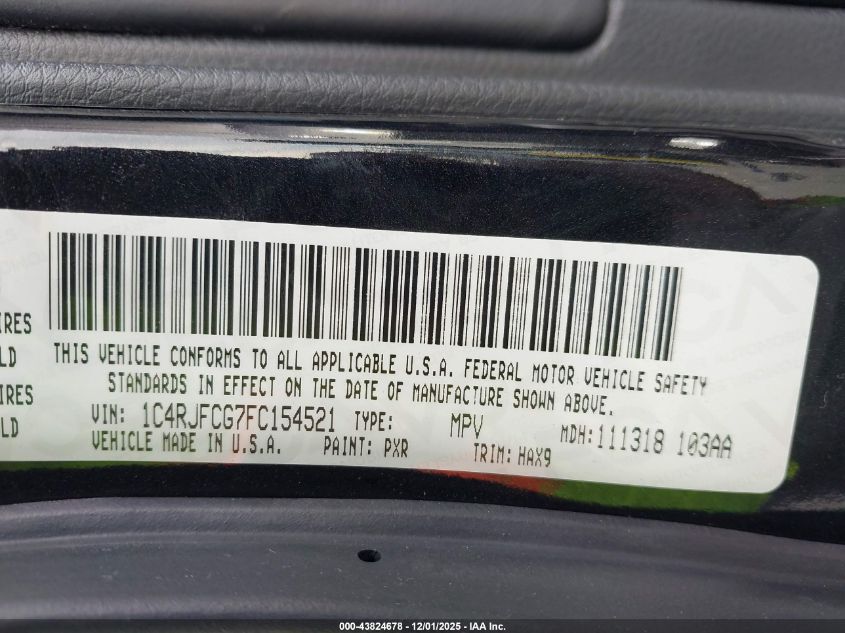 IRES
LD
IRES
LD
THIS VEHICLE CONFORMS TO ALL APPLICABLE U.S.A. FEDERAL MOTOR VEHICLE SAFETY
STANDARDS IN EFFECT ON THE DATE OF MANUFACTURE SHOWN ABOVE.
VIN: 1C4RJFCG7FC154521 TYPE: MPV MDH:111318 103AA
VEHICLE MADE IN U.S.A. PAINT: PXR TRIM: HAX9
000-43824678 - 12/01/2025 - IAA Inc.